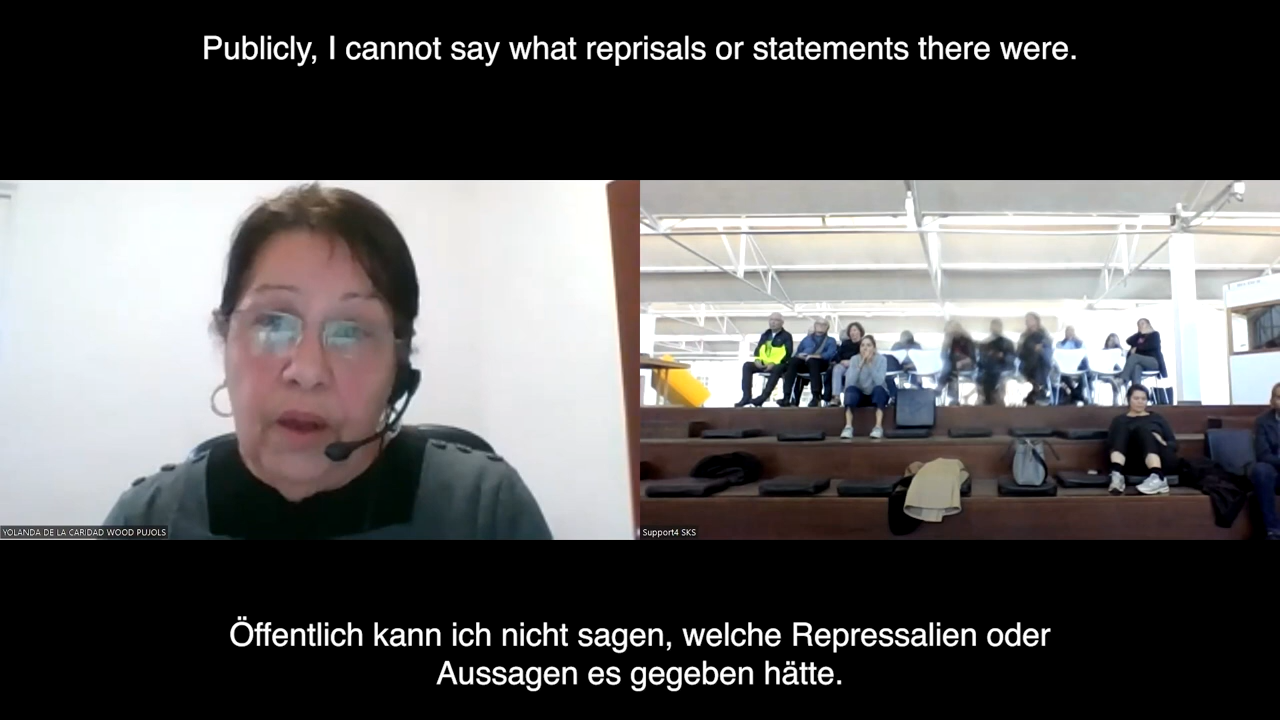 Publicly, I cannot say what reprisals or statements there were.
YOLANDA DE LA CARIDAD WOOD PUJOLS
Support4 SKS
Öffentlich kann ich nicht sagen, welche Repressalien oder
Aussagen es gegeben hätte.